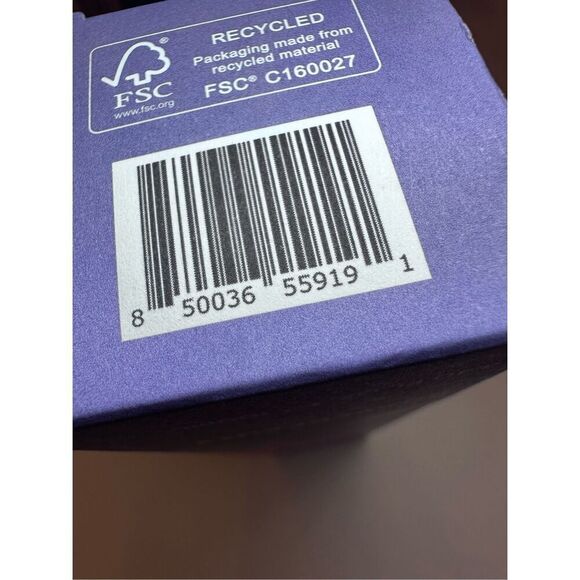 RECYCLED
Packaging made from
recycled material
FSC® C160027
FSC
www.fsc.org
8 50036 55919 1